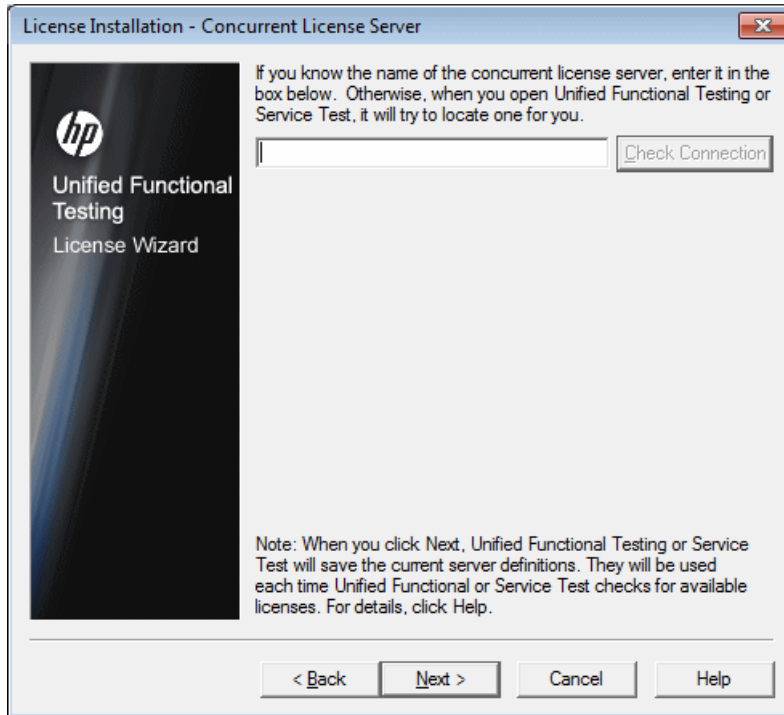 License Installation - Concurrent License Server
hp
Unified Functional
Testing
License Wizard
If you know the name of the concurrent license server, enter it in the
box below.  Otherwise, when you open Unified Functional Testing or
Service Test, it will try to locate one for you.
Check Connection
Note: When you click Next, Unified Functional Testing or Service
Test will save the current server definitions. They will be used
each time Unified Functional or Service Test checks for available
licenses. For details, click Help.
< Back
Next >
Cancel
Help